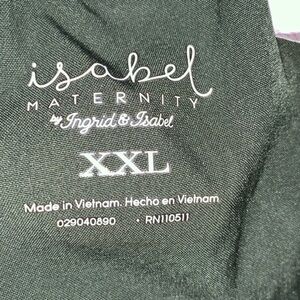 isabel
MATERNITY
by Ingrid & Isabel
XXL
Made in Vietnam. Hecho en Vietnam
029040890 • RN110511